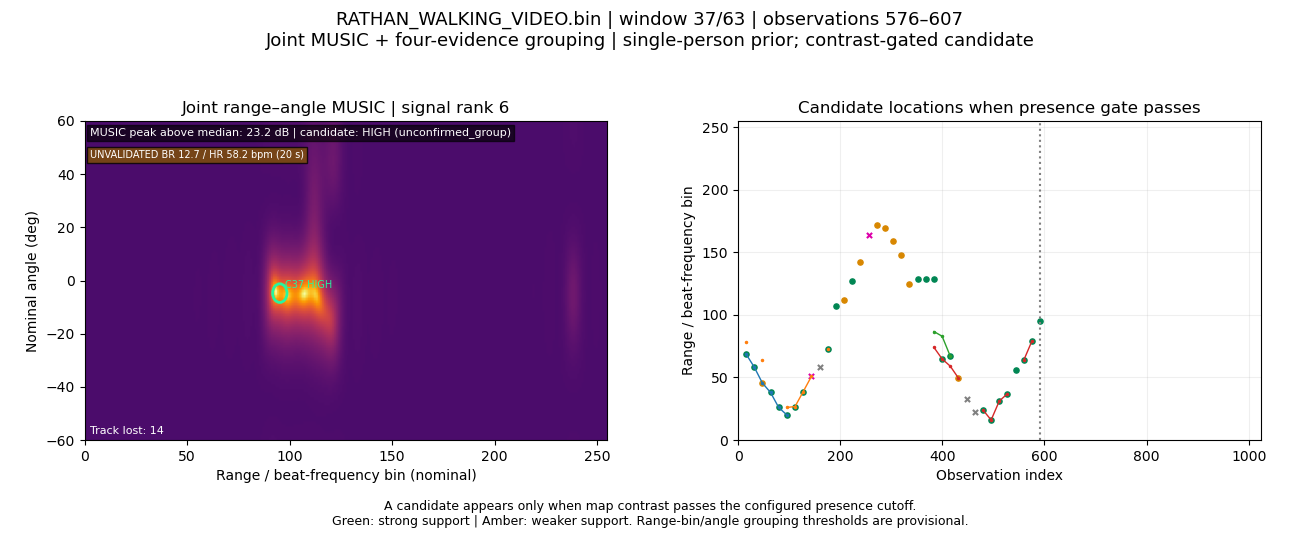 RATHAN_WALKING_VIDEO.bin | window 37/63 | observations 576–607
Joint MUSIC + four-evidence grouping | single-person prior; contrast-gated candidate
Joint range–angle MUSIC | signal rank 6
MUSIC peak above median: 23.2 dB | candidate: HIGH (unconfirmed_group)
UNVALIDATED BR 12.7 / HR 58.2 bpm (20 s)
C37 HIGH
Track lost: 14
60
40
20
0
−20
−40
−60
Nominal angle (deg)
0 50 100 150 200 250
Range / beat-frequency bin (nominal)
Candidate locations when presence gate passes
250
200
150
100
50
0
Range / beat-frequency bin
0 200 400 600 800 1000
Observation index
A candidate appears only when map contrast passes the configured presence cutoff.
Green: strong support | Amber: weaker support. Range-bin/angle grouping thresholds are provisional.